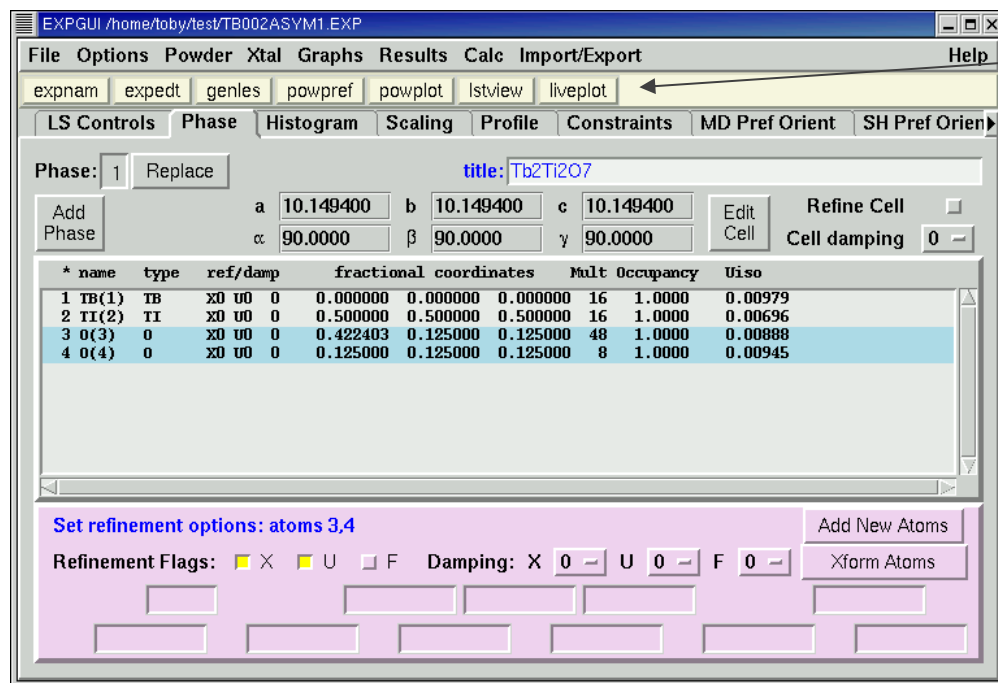 EXPGUI /home/toby/test/TB002ASYM1.EXP
File Options Powder Xtal Graphs Results Calc Import/Export Help
expnam expedt genles powpref powplot lstview liveplot
LS Controls Phase Histogram Scaling Profile Constraints MD Pref Orient SH Pref Orien
Phase: 1 Replace title: Tb2Ti2O7
Add Phase a 10.149400 b 10.149400 c 10.149400 Edit Cell Refine Cell
α 90.0000 β 90.0000 γ 90.0000 Cell damping 0
* name type ref/damp fractional coordinates Mult Occupancy Uiso
1 TB(1) TB X0 U0 0 0.000000 0.000000 0.000000 16 1.0000 0.00979
2 TI(2) TI X0 U0 0 0.500000 0.500000 0.500000 16 1.0000 0.00696
3 O(3) O X0 U0 0 0.422403 0.125000 0.125000 48 1.0000 0.00888
4 O(4) O X0 U0 0 0.125000 0.125000 0.125000 8 1.0000 0.00945
Set refinement options: atoms 3,4 Add New Atoms
Refinement Flags: X U F Damping: X 0 U 0 F 0 Xform Atoms